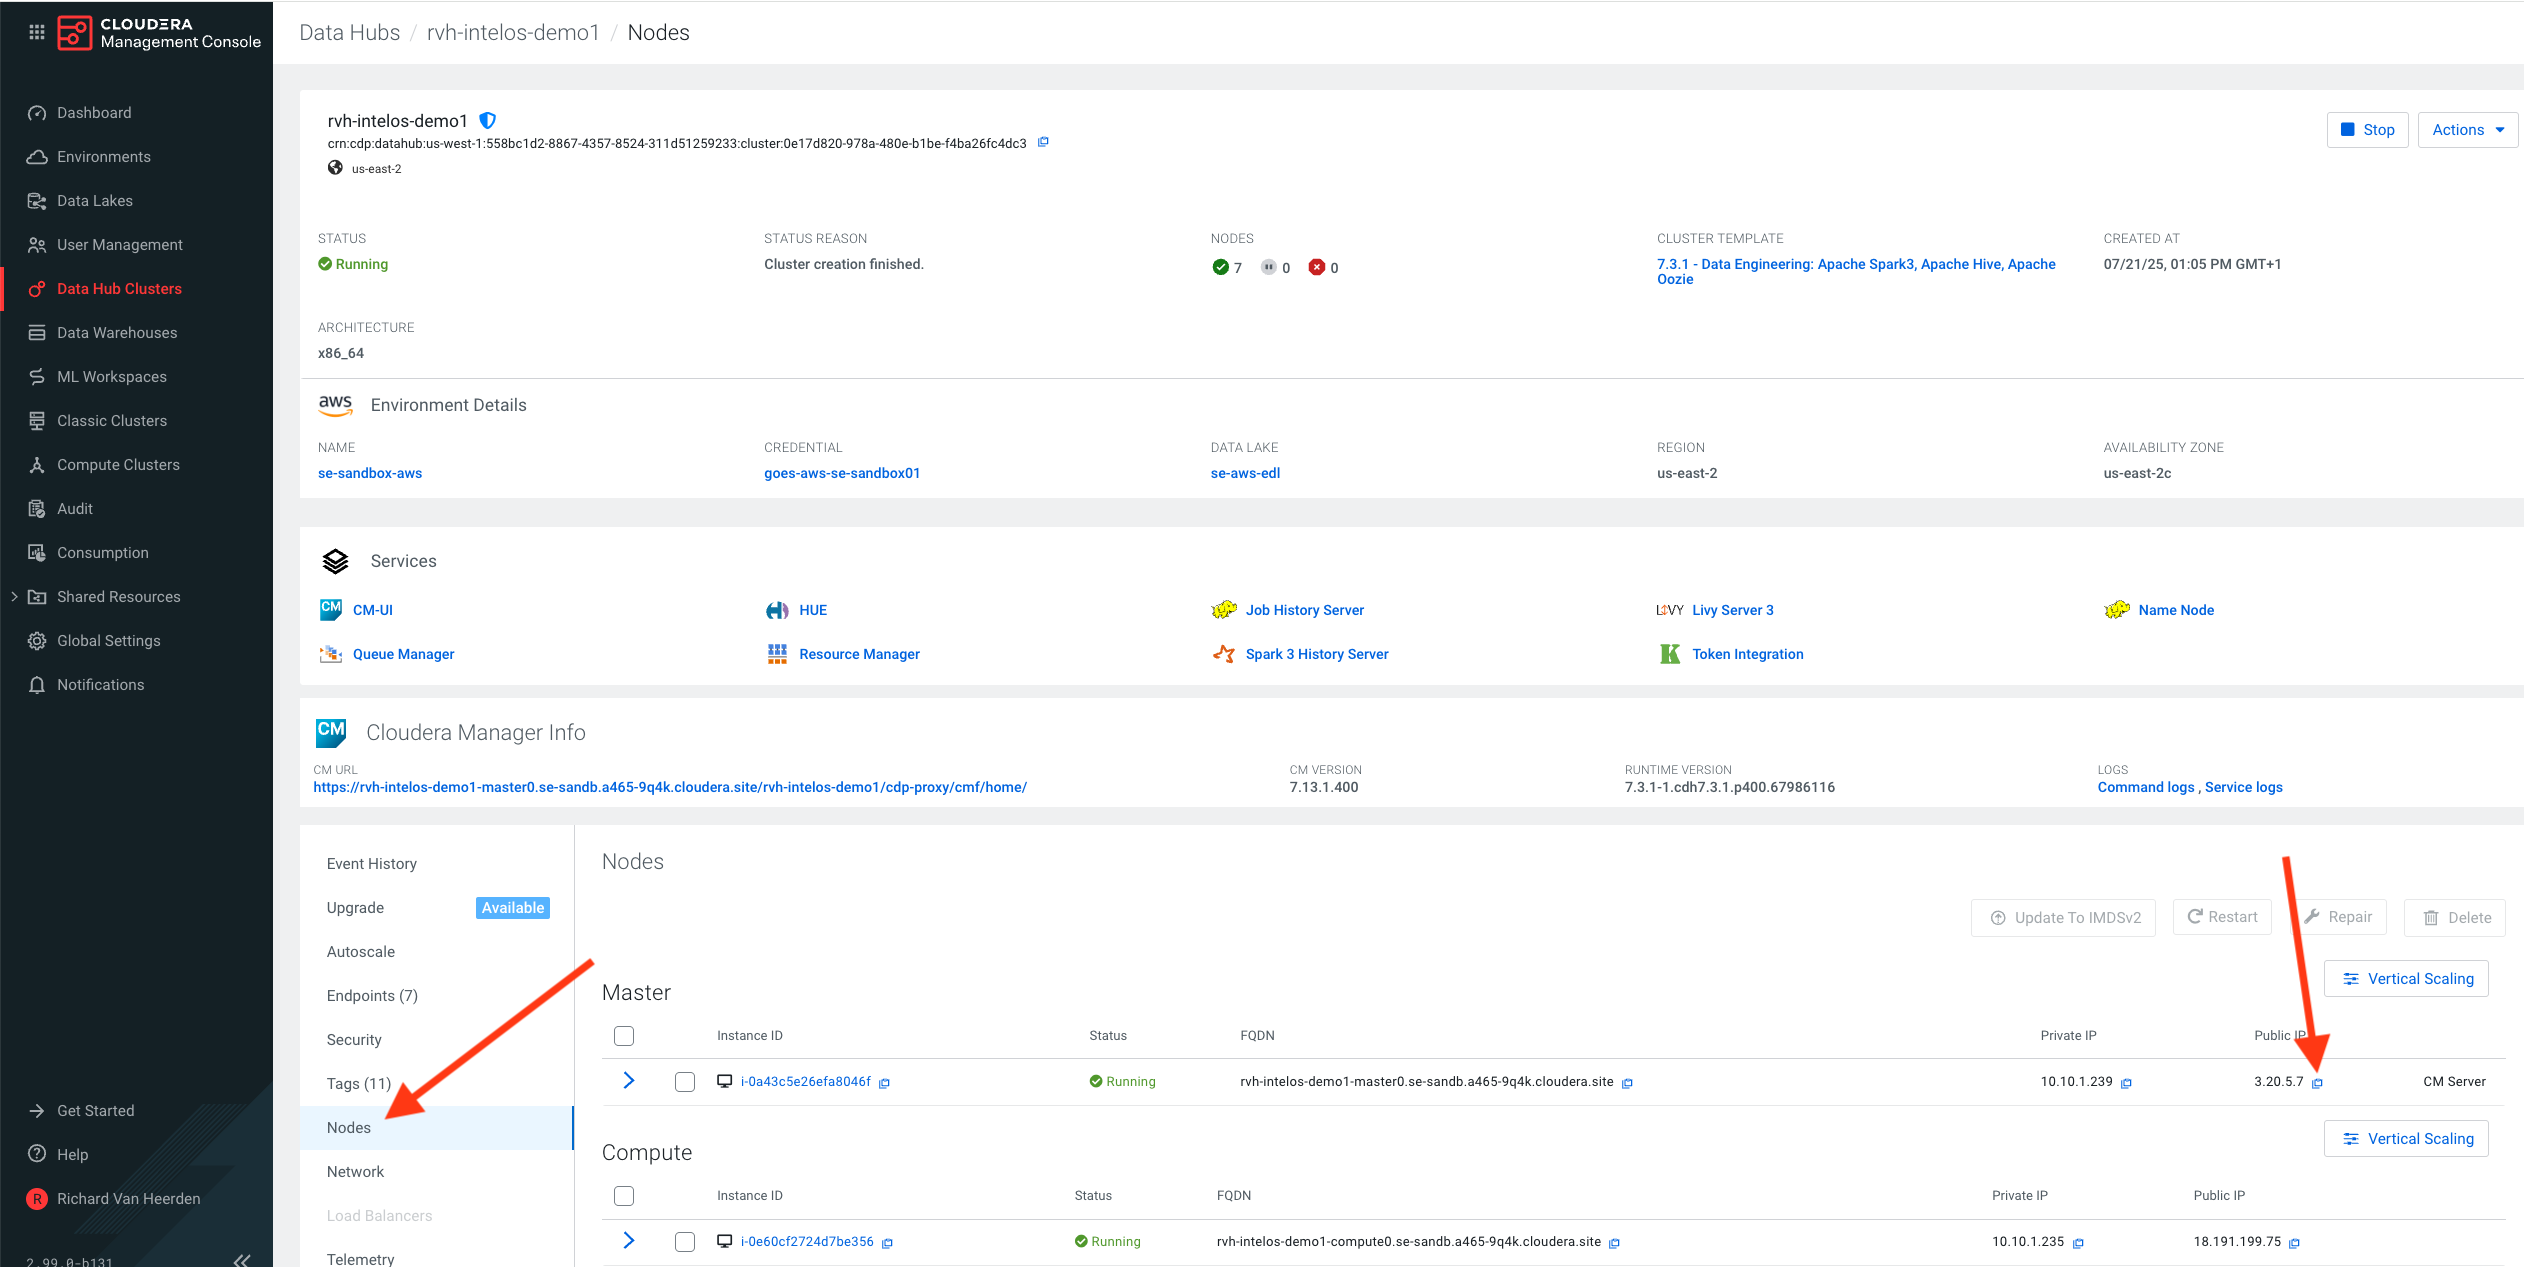 CLOUDERA
Management Console
Dashboard
Environments
Data Lakes
User Management
Data Hub Clusters
Data Warehouses
ML Workspaces
Classic Clusters
Compute Clusters
Audit
Consumption
Shared Resources
Global Settings
Notifications
Get Started
Help
R Richard Van Heerden
2.99.0-b131
Data Hubs / rvh-intelos-demo1 / Nodes
rvh-intelos-demo1
crn:cdp:datahub:us-west-1:558bc1d2-8867-4357-8524-311d51259233:cluster:0e17d820-978a-480e-b1be-f4ba26fc4dc3
us-east-2
Stop
Actions
STATUS
Running
STATUS REASON
Cluster creation finished.
NODES
7 0 0
CLUSTER TEMPLATE
7.3.1 - Data Engineering: Apache Spark3, Apache Hive, Apache
Oozie
CREATED AT
07/21/25, 01:05 PM GMT+1
ARCHITECTURE
x86_64
aws Environment Details
NAME
se-sandbox-aws
CREDENTIAL
goes-aws-se-sandbox01
DATA LAKE
se-aws-edl
REGION
us-east-2
AVAILABILITY ZONE
us-east-2c
Services
CM CM-UI
HUE
Job History Server
LIVY Livy Server 3
Name Node
Queue Manager
Resource Manager
Spark 3 History Server
Token Integration
CM Cloudera Manager Info
CM URL
https://rvh-intelos-demo1-master0.se-sandb.a465-9q4k.cloudera.site/rvh-intelos-demo1/cdp-proxy/cmf/home/
CM VERSION
7.13.1.400
RUNTIME VERSION
7.3.1-1.cdh7.3.1.p400.67986116
LOGS
Command logs , Service logs
Event History
Upgrade Available
Autoscale
Endpoints (7)
Security
Tags (11)
Nodes
Network
Load Balancers
Telemetry
Nodes
Update To IMDSv2 Restart Repair Delete
Vertical Scaling
Master
Instance ID Status FQDN Private IP Public IP
i-0a43c5e26efa8046f Running rvh-intelos-demo1-master0.se-sandb.a465-9q4k.cloudera.site 10.10.1.239 3.20.5.7 CM Server
Vertical Scaling
Compute
Instance ID Status FQDN Private IP Public IP
i-0e60cf2724d7be356 Running rvh-intelos-demo1-compute0.se-sandb.a465-9q4k.cloudera.site 10.10.1.235 18.191.199.75